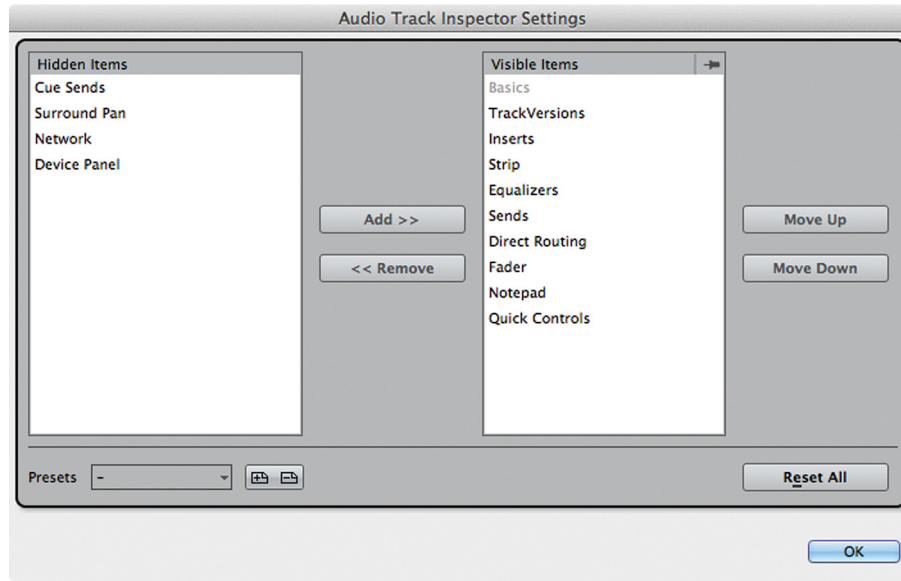 Audio Track Inspector Settings
Hidden Items
Cue Sends
Surround Pan
Network
Device Panel
Add >>
<< Remove
Visible Items
Basics
TrackVersions
Inserts
Strip
Equalizers
Sends
Direct Routing
Fader
Notepad
Quick Controls
Move Up
Move Down
Presets
-
Reset All
OK